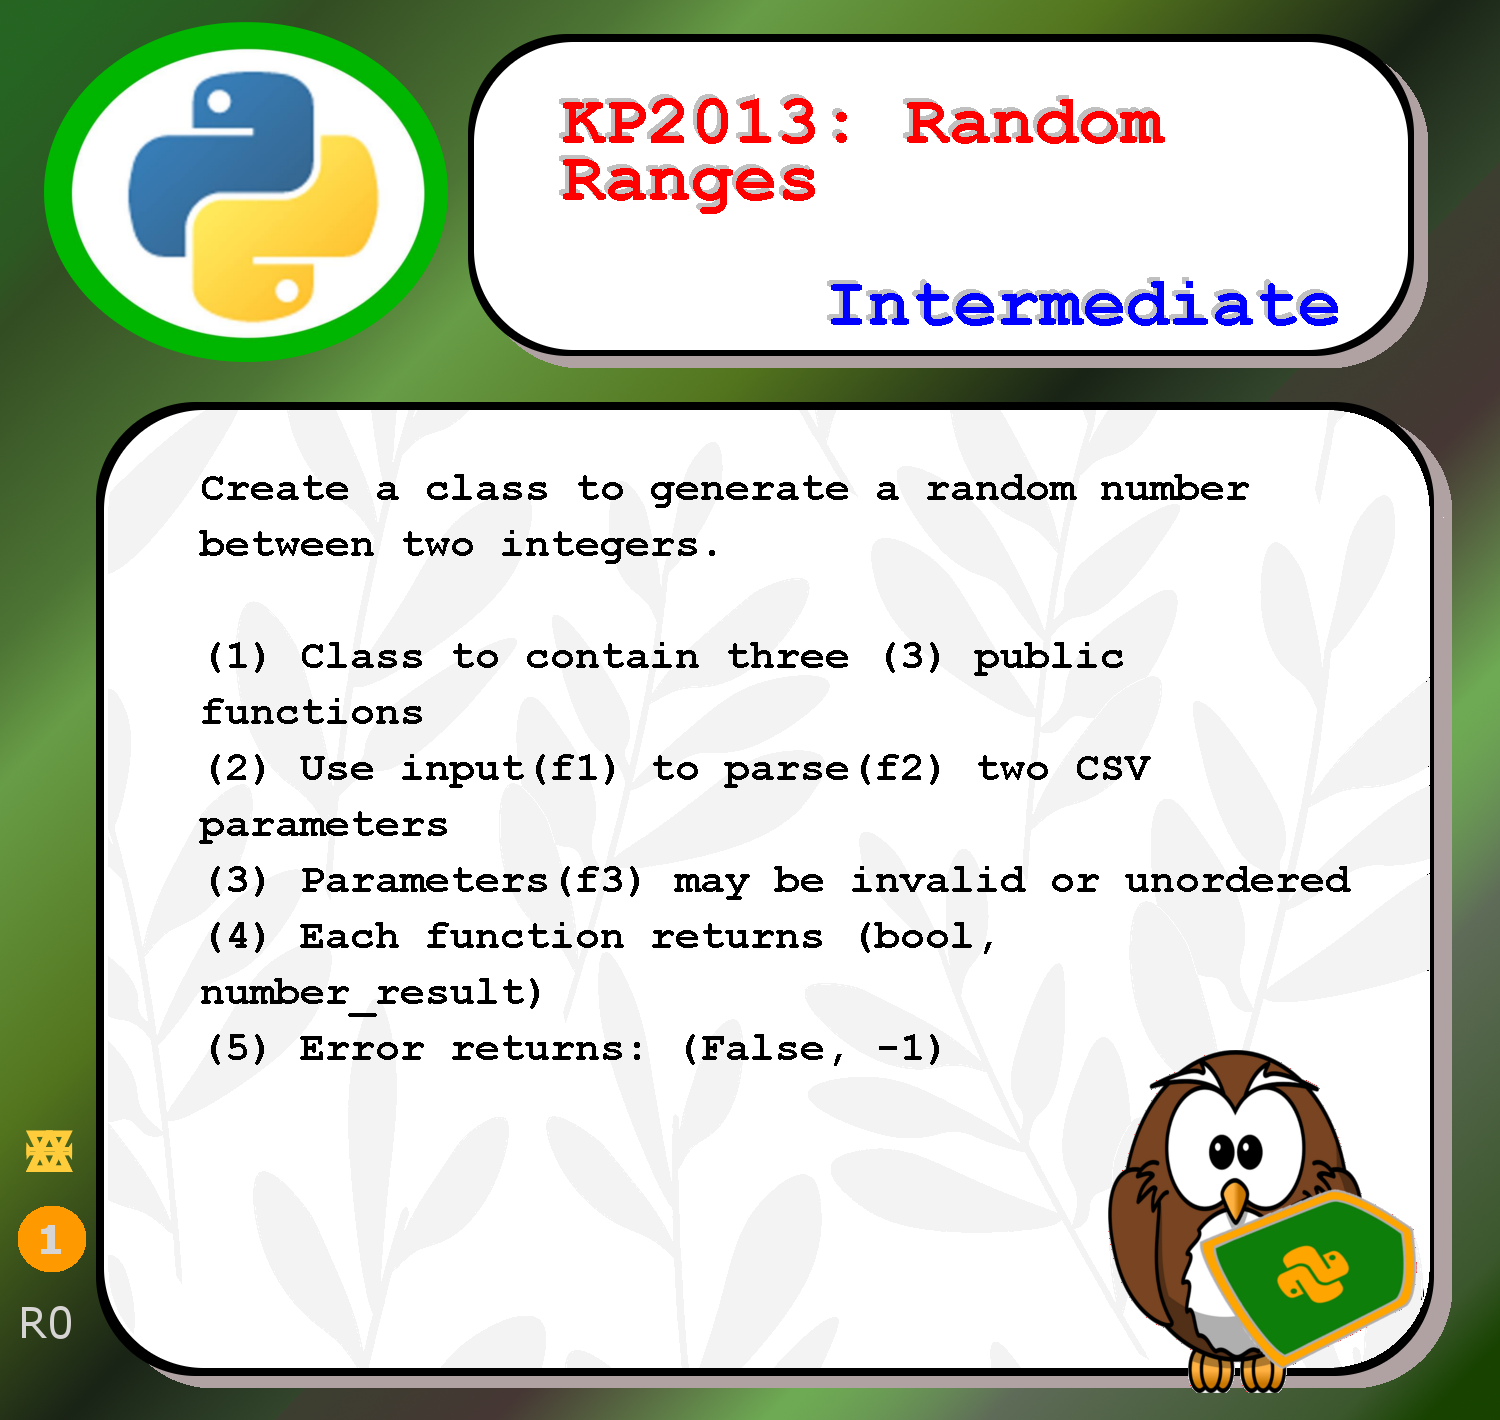 KP2013: Random
Ranges
Intermediate
Create a class to generate a random number
between two integers.
(1) Class to contain three (3) public
functions
(2) Use input(f1) to parse(f2) two CSV
parameters
(3) Parameters(f3) may be invalid or unordered
(4) Each function returns (bool,
number_result)
(5) Error returns: (False, -1)
1
R0